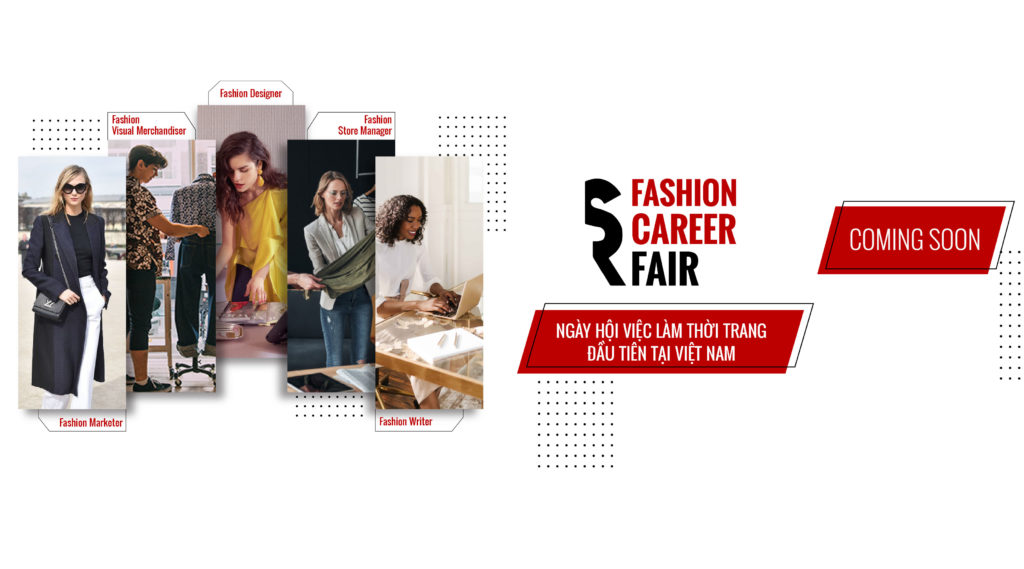 Fashion Designer
Fashion
Visual Merchandiser
Fashion
Store Manager
Fashion Marketer
Fashion Writer
SR
FASHION
CAREER
FAIR
NGÀY HỘI VIỆC LÀM THỜI TRANG
ĐẦU TIÊN TẠI VIỆT NAM
COMING SOON